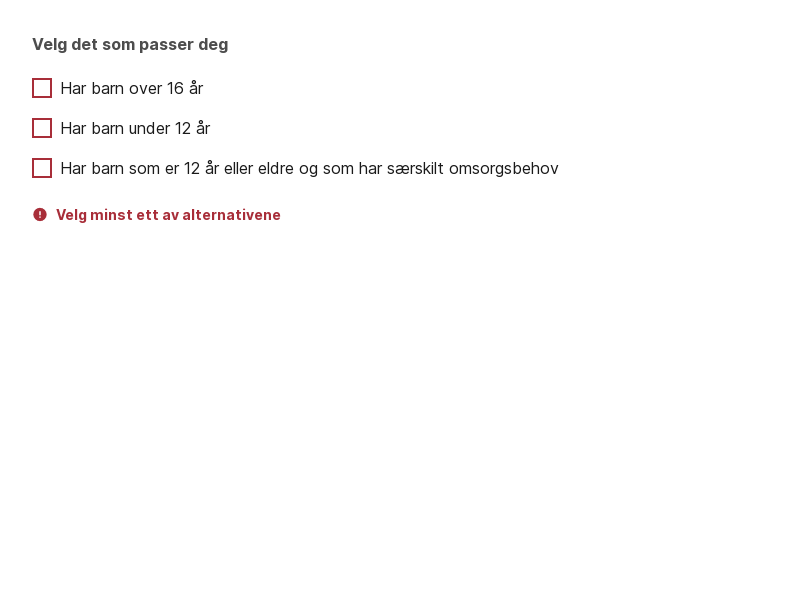 Velg det som passer deg
Har barn over 16 år
Har barn under 12 år
Har barn som er 12 år eller eldre og som har særskilt omsorgsbehov
Velg minst ett av alternativene